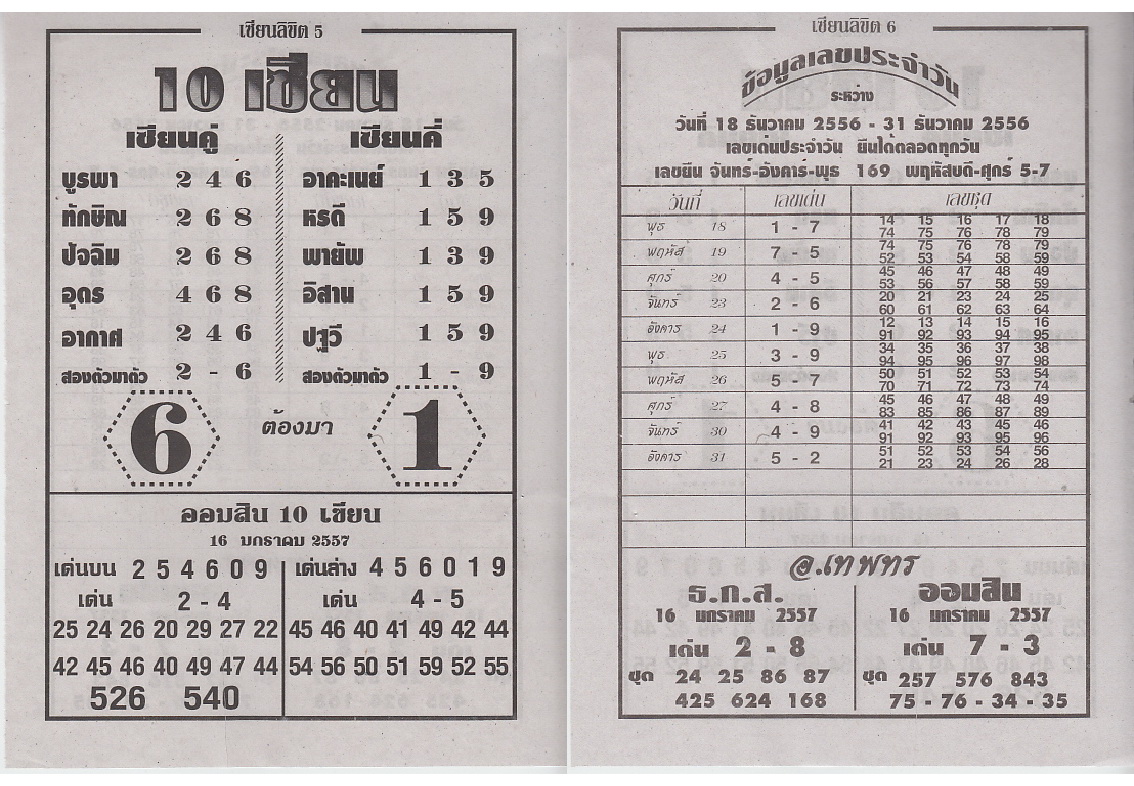 เซียนลิขิต 5
10 เซียน
เซียนคู่ เซียนคี่
บูรพา 2 4 6 อาคะเนย์ 1 3 5
ทักษิณ 2 6 8 หรดี 1 5 9
ปัจฉิม 2 6 8 พายัพ 1 3 9
อุดร 4 6 8 อิสาน 1 5 9
อากาศ 2 4 6 ปฐวี 1 5 9
สองตัวมาตัว 2 - 6 สองตัวมาตัว 1 - 9
6 ต้องมา 1
ออมสิน 10 เซียน
16 มกราคม 2557
เด่นบน 2 5 4 6 0 9 เด่นล่าง 4 5 6 0 1 9
เด่น 2 - 4 เด่น 4 - 5
25 24 26 20 29 27 22 45 46 40 41 49 42 44
42 45 46 40 49 47 44 54 56 50 51 59 52 55
526 540
เซียนลิขิต 6
ข้อมูลเลขประจำวัน
ระหว่าง
วันที่ 18 ธันวาคม 2556 - 31 ธันวาคม 2556
เลขเด่นประจำวัน ยืนได้ตลอดทุกวัน
เลขยืน จันทร์-อังคาร์-พุธ 169 พฤหัสบดี-ศุกร์ 5-7
วันที่ เลขเด่น เลขชุด
พุธ 18 1 - 7 14 15 16 17 18
74 75 76 78 79
พฤหัส 19 7 - 5 74 75 76 78 79
52 53 54 58 59
ศุกร์ 20 4 - 5 45 46 47 48 49
53 56 57 58 59
จันทร์ 23 2 - 6 20 21 23 24 25
60 61 62 63 64
อังคาร 24 1 - 9 12 13 14 15 16
91 92 93 94 95
พุธ 25 3 - 9 34 35 36 37 38
94 95 96 97 98
พฤหัส 26 5 - 7 50 51 52 53 54
70 71 72 73 74
ศุกร์ 27 4 - 8 45 46 47 48 49
83 85 86 87 89
จันทร์ 30 4 - 9 41 42 43 45 46
91 92 93 95 96
อังคาร 31 5 - 2 51 52 53 54 56
21 23 24 26 28
อ.เทพทร
ธ.ก.ส. ออมสิน
16 มกราคม 2557 16 มกราคม 2557
เด่น 2 - 8 เด่น 7 - 3
ชุด 24 25 86 87 ชุด 257 576 843
425 624 168 75 - 76 - 34 - 35